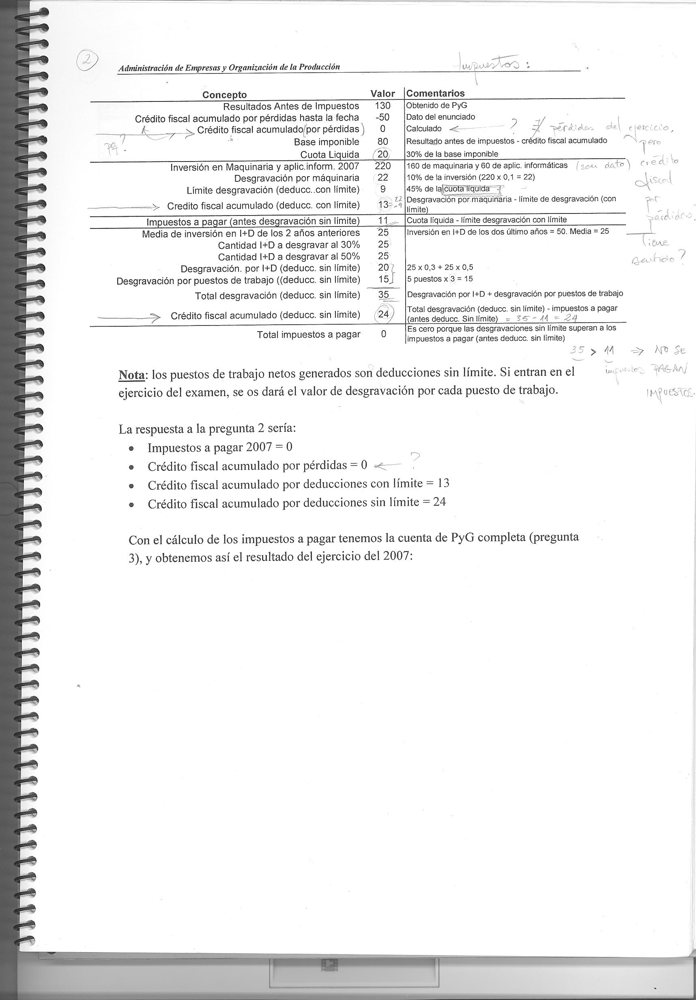 2
Administración de Empresas y Organización de la Producción
Impuestos:
Concepto Valor Comentarios
Resultados Antes de Impuestos 130 Obtenido de PyG
Crédito fiscal acumulado por pérdidas hasta la fecha -50 Dato del enunciado
Crédito fiscal acumulado (por pérdidas) 0 Calculado ← ? ∄ pérdidas del ejercicio,
pq?
pero
crédito
fiscal
por
pérdidas.
Tiene
sentido?
Base imponible 80 Resultado antes de impuestos - crédito fiscal acumulado
Cuota Liquida 20 30% de la base imponible
Inversión en Maquinaria y aplic.inform. 2007 220 160 de maquinaria y 60 de aplic. informáticas (son dato)
Desgravación por máquinaria 22 10% de la inversión (220 x 0,1 = 22)
Límite desgravación (deducc..con límite) 9 45% de la cuota líquida
Credito fiscal acumulado (deducc. con límite) 13 = 22 - 9 Desgravación por maquinaria - límite de desgravación (con
límite)
Impuestos a pagar (antes desgravación sin límite) 11 Cuota líquida - límite desgravación con límite
Media de inversión en I+D de los 2 años anteriores 25 Inversión en I+D de los dos último años = 50. Media = 25
Cantidad I+D a desgravar al 30% 25
Cantidad I+D a desgravar al 50% 25
Desgravación. por I+D (deducc. sin límite) 20 25 x 0,3 + 25 x 0,5
Desgravación por puestos de trabajo ((deducc. sin límite) 15 5 puestos x 3 = 15
Total desgravación (deducc. sin límite) 35 Desgravación por I+D + desgravación por puestos de trabajo
Crédito fiscal acumulado (deducc. sin límite) 24 Total desgravación (deducc. sin límite) - impuestos a pagar
(antes deducc. Sin límite) = 35 - 11 = 24
Total impuestos a pagar 0 Es cero porque las desgravaciones sin límite superan a los
impuestos a pagar (antes deducc. sin límite)
35 > 11 ⇒ NO SE
impuestos PAGAN
IMPUESTOS.
Nota: los puestos de trabajo netos generados son deducciones sin límite. Si entran en el
ejercicio del examen, se os dará el valor de desgravación por cada puesto de trabajo.
La respuesta a la pregunta 2 sería:
• Impuestos a pagar 2007 = 0
• Crédito fiscal acumulado por pérdidas = 0 ← ?
• Crédito fiscal acumulado por deducciones con límite = 13
• Crédito fiscal acumulado por deducciones sin límite = 24
Con el cálculo de los impuestos a pagar tenemos la cuenta de PyG completa (pregunta
3), y obtenemos así el resultado del ejercicio del 2007: